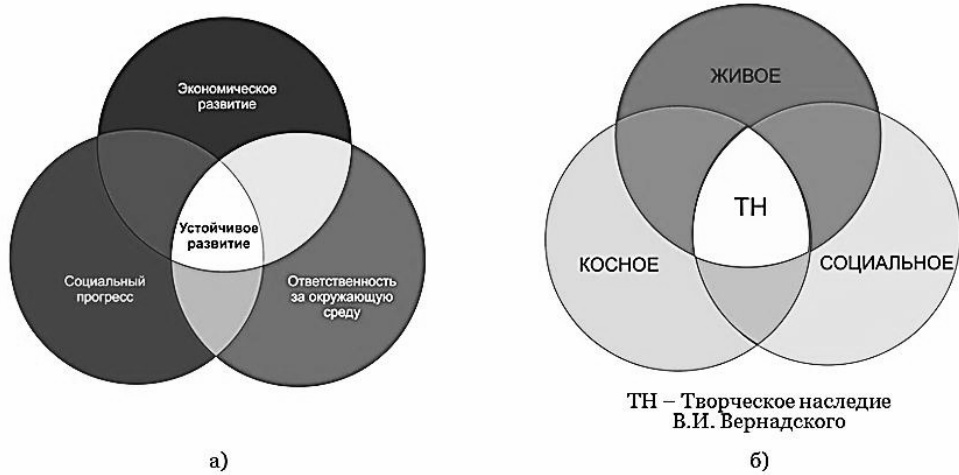 Экономическое
развитие
Устойчивое
развитие
Социальный
прогресс
Ответственность
за окружающую
среду
а)
ЖИВОЕ
ТН
КОСНОЕ
СОЦИАЛЬНОЕ
ТН – Творческое наследие
В.И. Вернадского
б)